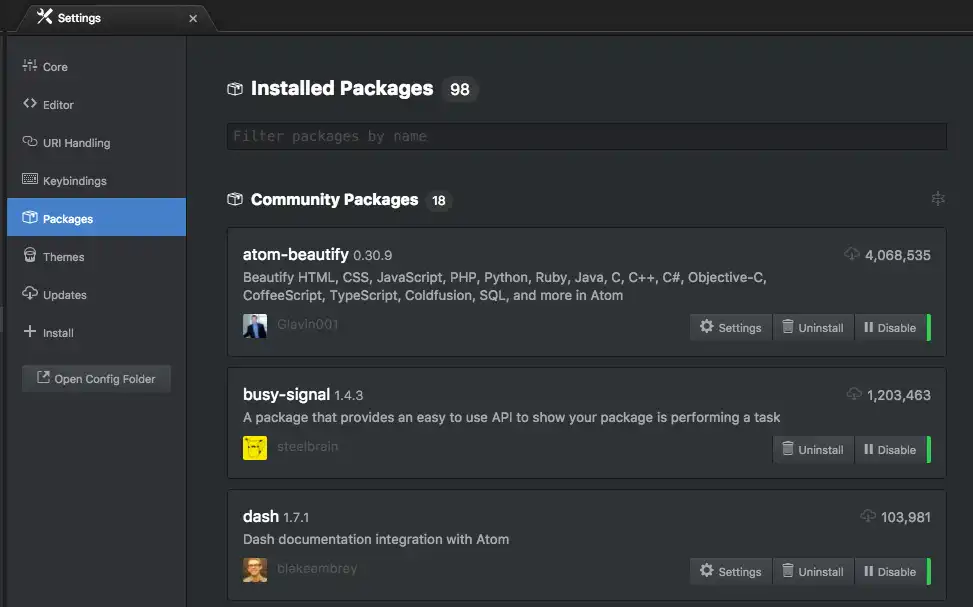 Settings
Core
Editor
URI Handling
Keybindings
Packages
Themes
Updates
Install
Open Config Folder
Installed Packages 98
Filter packages by name
Community Packages 18
atom-beautify 0.30.9 4,068,535
Beautify HTML, CSS, JavaScript, PHP, Python, Ruby, Java, C, C++, C#, Objective-C,
CoffeeScript, TypeScript, Coldfusion, SQL, and more in Atom
Glavin001 Settings Uninstall Disable
busy-signal 1.4.3 1,203,463
A package that provides an easy to use API to show your package is performing a task
steelbrain Uninstall Disable
dash 1.7.1 103,981
Dash documentation integration with Atom
blakeembrey Settings Uninstall Disable